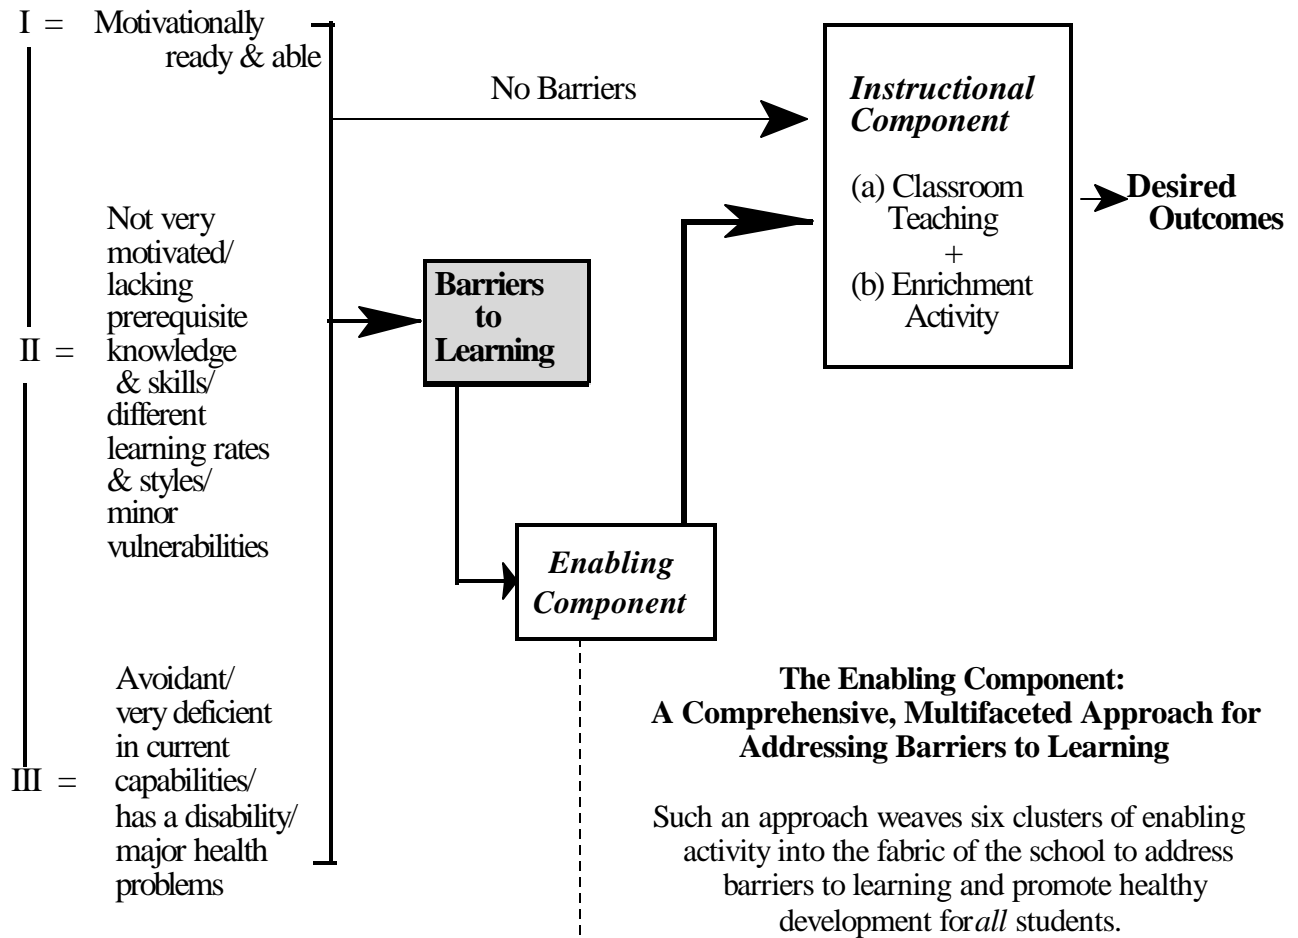 I = Motivationally
ready & able
No Barriers
Instructional
Component
(a) Classroom
Teaching
+
(b) Enrichment
Activity
Desired
Outcomes
Not very
motivated/
lacking
prerequisite
II = knowledge
& skills/
different
learning rates
& styles/
minor
vulnerabilities
Barriers
to
Learning
Enabling
Component
Avoidant/
very deficient
in current
III = capabilities/
has a disability/
major health
problems
The Enabling Component:
A Comprehensive, Multifaceted Approach for
Addressing Barriers to Learning
Such an approach weaves six clusters of enabling
activity into the fabric of the school to address
barriers to learning and promote healthy
development for all students.